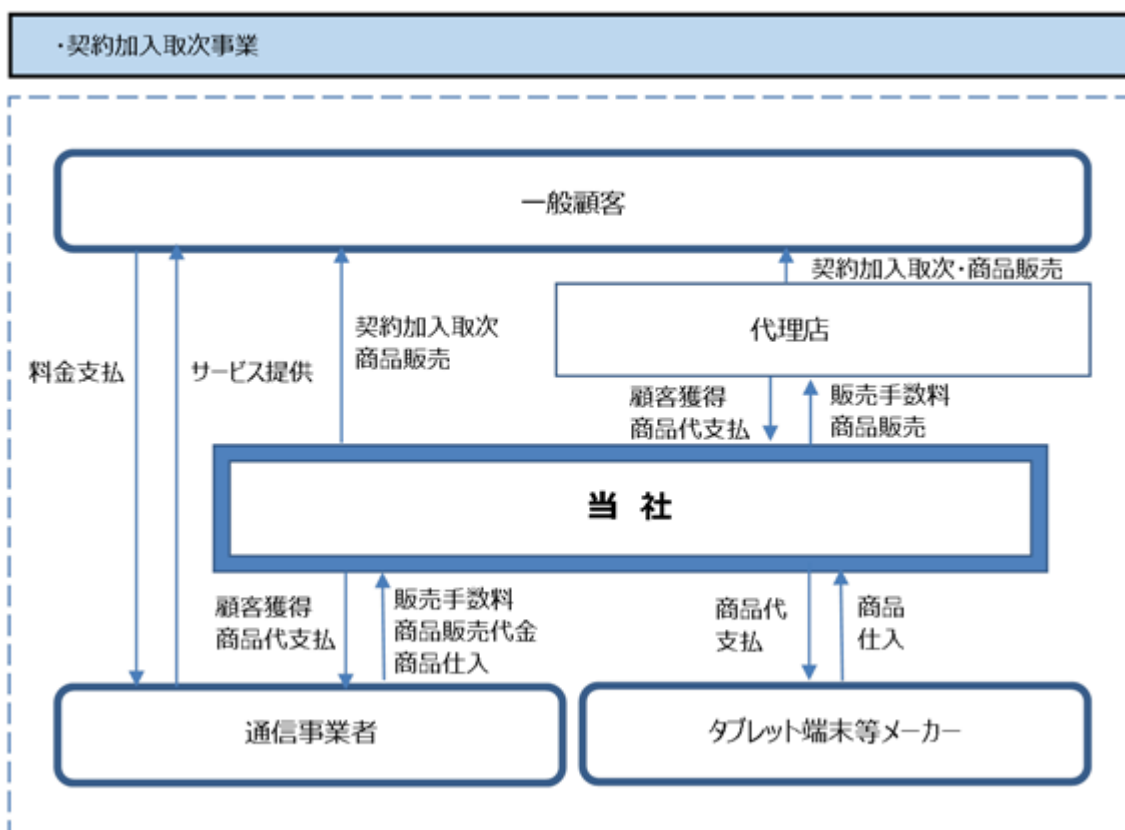 ・契約加入取次事業
一般顧客
契約加入取次・商品販売
代理店
料金支払
サービス提供
契約加入取次
商品販売
顧客獲得
商品代支払
販売手数料
商品販売
当 社
顧客獲得
商品代支払
販売手数料
商品販売代金
商品仕入
商品代
支払
商品
仕入
通信事業者
タブレット端末等メーカー